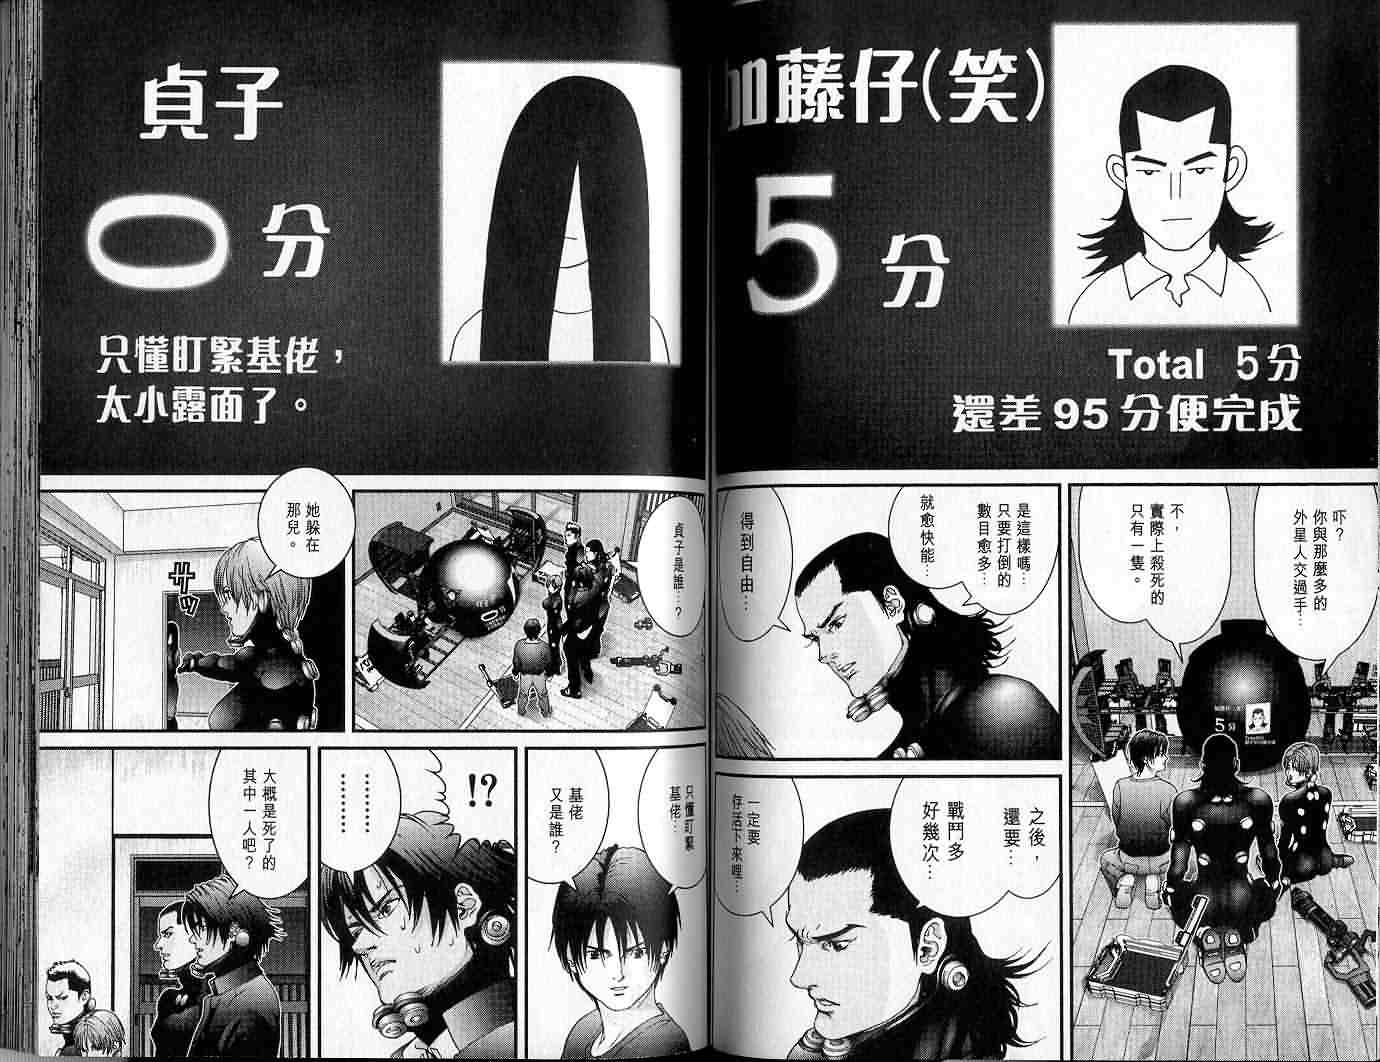 加藤仔(笑)
5分
Total 5分
還差95分便完成
吓？
你與那麼多的
外星人交過手…
不，
實際上殺死的
只有一隻。
5分
是這樣嗎…
只要打倒的
數目愈多…
就愈快能…
得到自由…
之後，
還要…
戰鬥多
好幾次…
一定要
存活下來哩…
貞子
0分
只懂盯緊基佬，
太小露面了。
貞子是誰…？
她躲在
那兒。
ササッ
只懂盯緊
基佬…
基佬
又是誰？
!?
…………
…………
大概是死了的
其中一人吧？